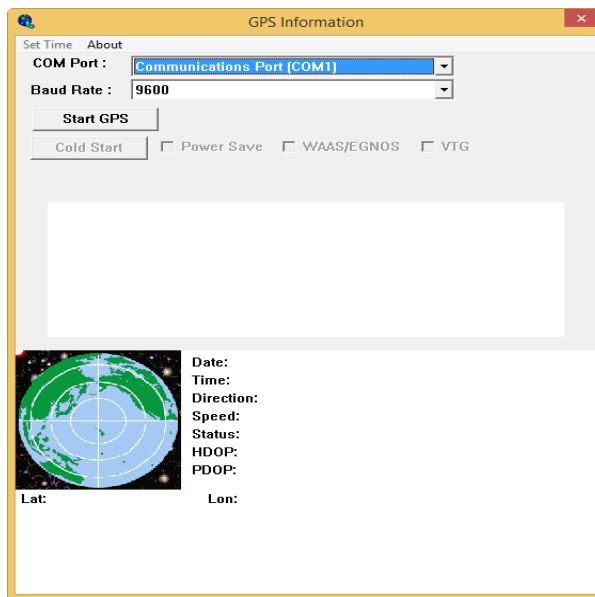 GPS Information
Set Time About
COM Port : Communications Port (COM1)
Baud Rate : 9600
Start GPS
Cold Start Power Save WAAS/EGNOS VTG
Date:
Time:
Direction:
Speed:
Status:
HDOP:
PDOP:
Lat: Lon: